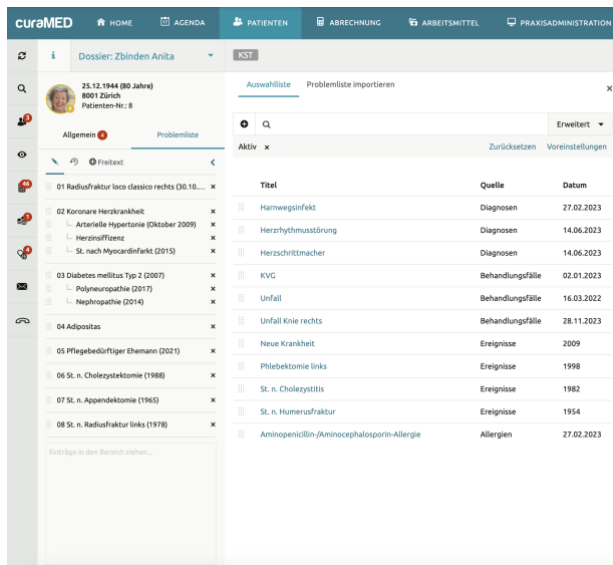 curaMED
HOME
AGENDA
PATIENTEN
ABRECHNUNG
ARBEITSMITTEL
PRAXISADMINISTRATION
i
Dossier: Zbinden Anita
KST
25.12.1944 (80 Jahre)
8001 Zürich
Patienten-Nr.: 8
Auswahlliste
Problemliste importieren
×
3
Allgemein 4
Problemliste
Erweitert
Freitext
Aktiv ×
Zurücksetzen
Voreinstellungen
46
1
4
01 Radiusfraktur loco classico rechts (30.10.... ×
02 Koronare Herzkrankheit ×
Arterielle Hypertonie (Oktober 2009) ×
Herzinsiffizenz ×
St. nach Myocardinfarkt (2015) ×
03 Diabetes mellitus Typ 2 (2007) ×
Polyneuropathie (2017) ×
Nephropathie (2014) ×
04 Adipositas ×
05 Pflegebedürftiger Ehemann (2021) ×
06 St. n. Cholezystektomie (1988) ×
07 St. n. Appendektomie (1965) ×
08 St. n. Radiusfraktur links (1978) ×
Einträge in den Bereich ziehen...
Titel Quelle Datum
Harnwegsinfekt Diagnosen 27.02.2023
Herzrhythmusstörung Diagnosen 14.06.2023
Herzschrittmacher Diagnosen 14.06.2023
KVG Behandlungsfälle 02.01.2023
Unfall Behandlungsfälle 16.03.2022
Unfall Knie rechts Behandlungsfälle 28.11.2023
Neue Krankheit Ereignisse 2009
Phlebektomie links Ereignisse 1998
St. n. Cholezystitis Ereignisse 1982
St. n. Humerusfraktur Ereignisse 1954
Aminopenicillin-/Aminocephalosporin-Allergie Allergien 27.02.2023